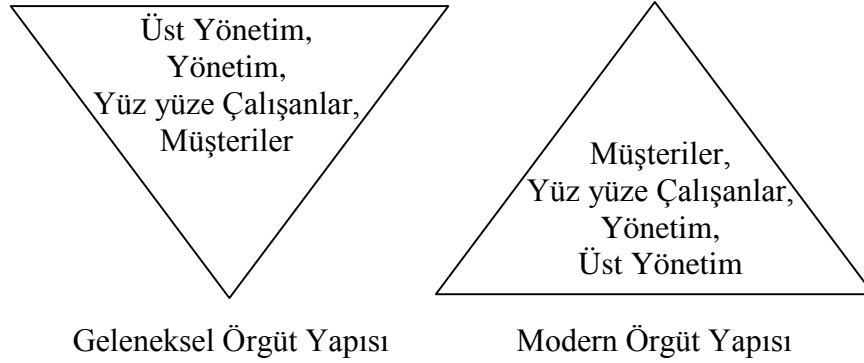 Üst Yönetim,
Yönetim,
Yüz yüze Çalışanlar,
Müşteriler
Müşteriler,
Yüz yüze Çalışanlar,
Yönetim,
Üst Yönetim
Geleneksel Örgüt Yapısı
Modern Örgüt Yapısı